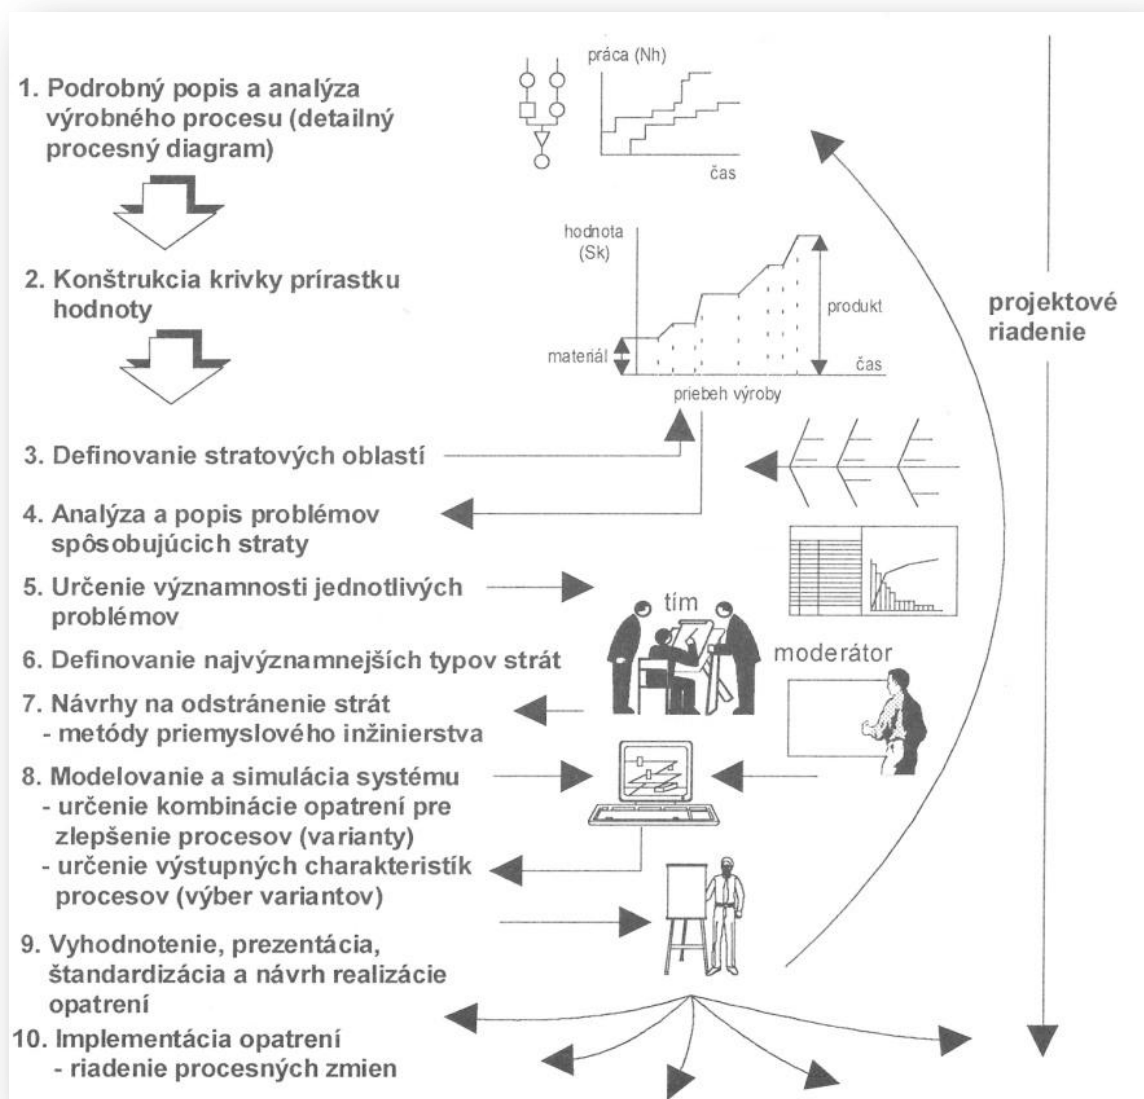 1. Podrobný popis a analýza
výrobného procesu (detailný
procesný diagram)
práca (Nh)
čas
2. Konštrukcia krivky prírastku
hodnoty
hodnota
(Sk)
produkt
materiál
čas
priebeh výroby
projektové
riadenie
3. Definovanie stratových oblastí
4. Analýza a popis problémov
spôsobujúcich straty
5. Určenie významnosti jednotlivých
problémov
tím
6. Definovanie najvýznamnejších typov strát
moderátor
7. Návrhy na odstránenie strát
- metódy priemyslového inžinierstva
8. Modelovanie a simulácia systému
- určenie kombinácie opatrení pre
zlepšenie procesov (varianty)
- určenie výstupných charakteristík
procesov (výber variantov)
9. Vyhodnotenie, prezentácia,
štandardizácia a návrh realizácie
opatrení
10. Implementácia opatrení
- riadenie procesných zmien